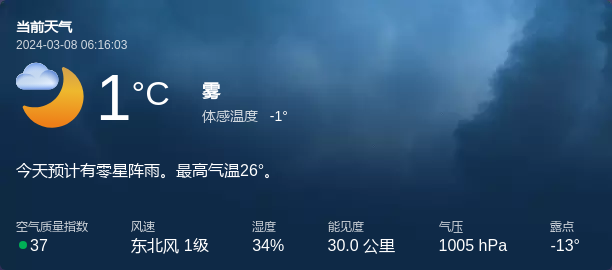 当前天气
2024-03-08 06:16:03
1°C
雾
体感温度 -1°
今天预计有零星阵雨。最高气温26°。
空气质量指数 风速 湿度 能见度 气压 露点
37 东北风 1级 34% 30.0 公里 1005 hPa -13°